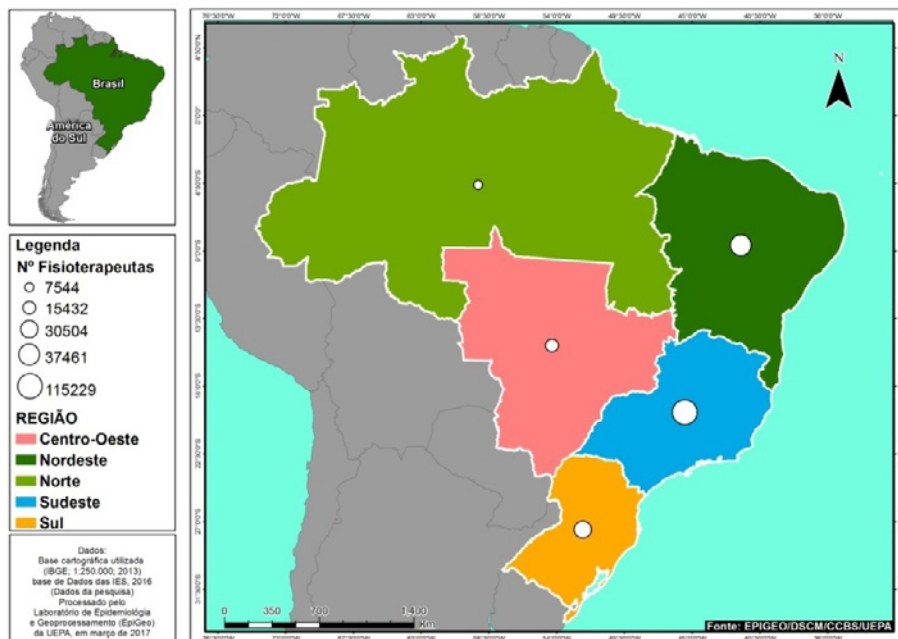 Brasil
América
do Sul
Legenda
Nº Fisioterapeutas
7544
15432
30504
37461
115229
REGIÃO
Centro-Oeste
Nordeste
Norte
Sudeste
Sul
Dados:
Base cartográfica utilizada
(IBGE; 1:250.000; 2013)
base de Dados das IES, 2016
(Dados da pesquisa)
Processado pelo
Laboratório de Epidemiológia
e Geoprocessamento (EpiGeo)
da UEPA, em março de 2017
N
0 350 700 1.400
Km
Fonte: EPIGEO/DSCM/CCBS/UEPA